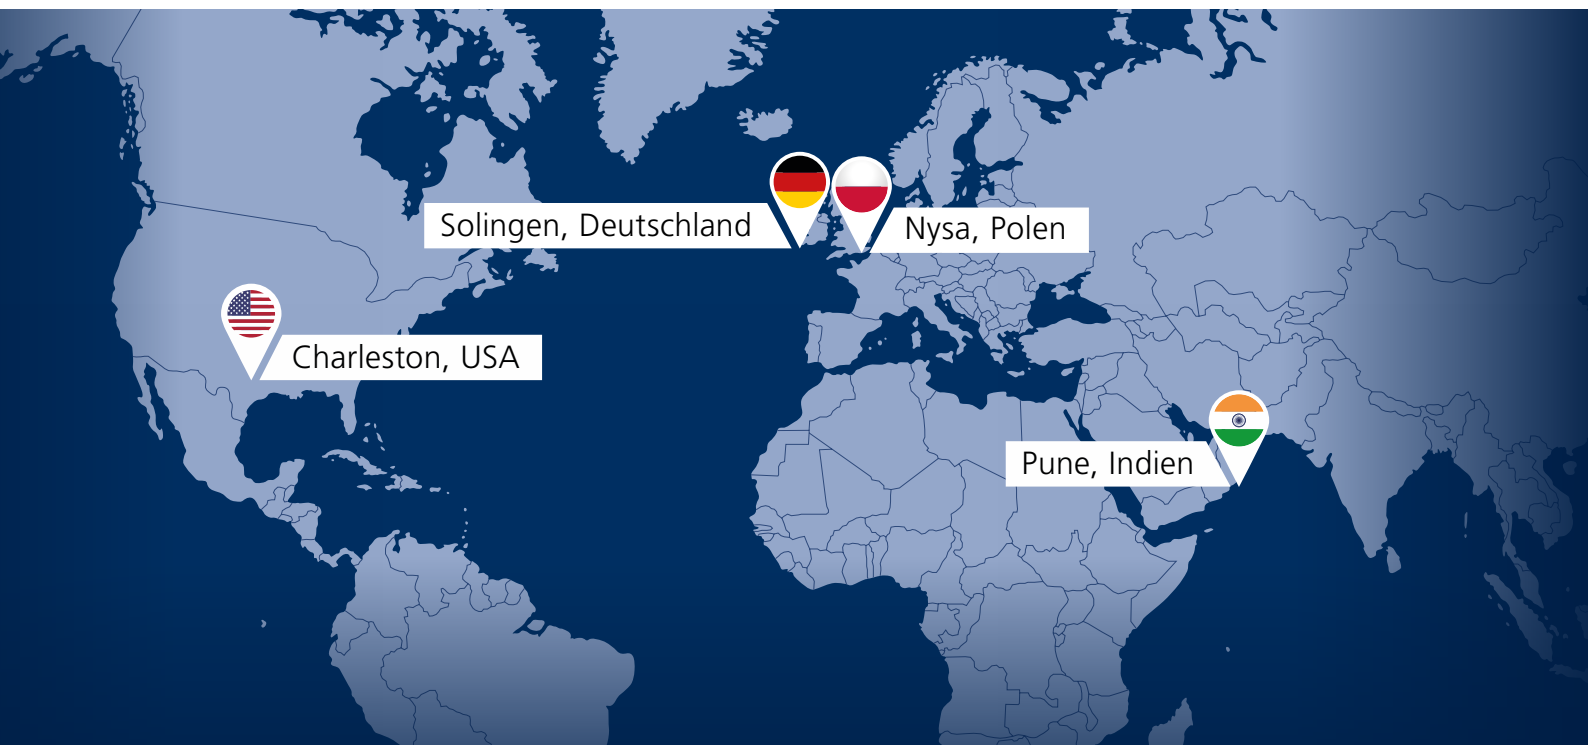 Solingen, Deutschland
Nysa, Polen
Charleston, USA
Pune, Indien